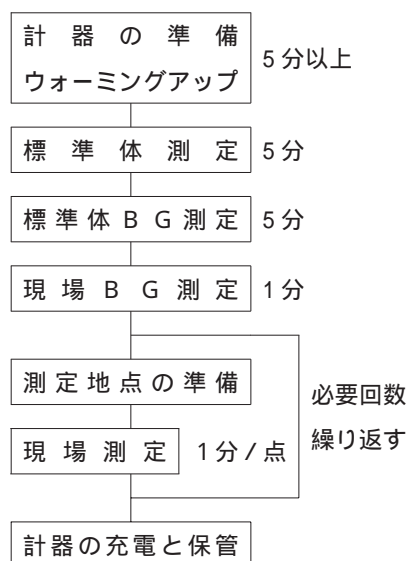 計器の準備
ウォーミングアップ
5分以上
標準体測定
5分
標準体BG測定
5分
現場BG測定
1分
測定地点の準備
現場測定
1分/点
必要回数
繰り返す
計器の充電と保管